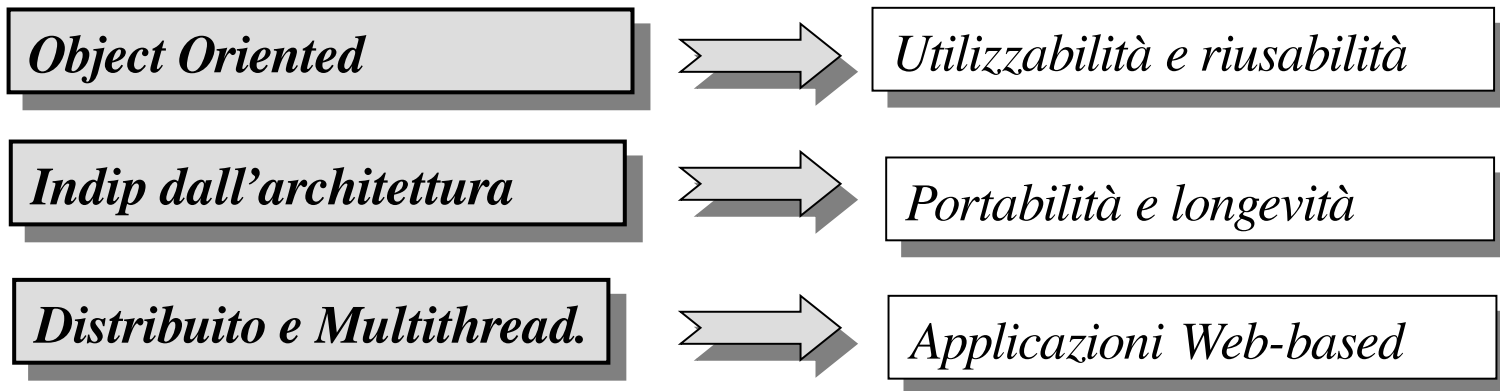 Object Oriented
Utilizzabilità e riusabilità
Indip dall’architettura
Portabilità e longevità
Distribuito e Multithread.
Applicazioni Web-based